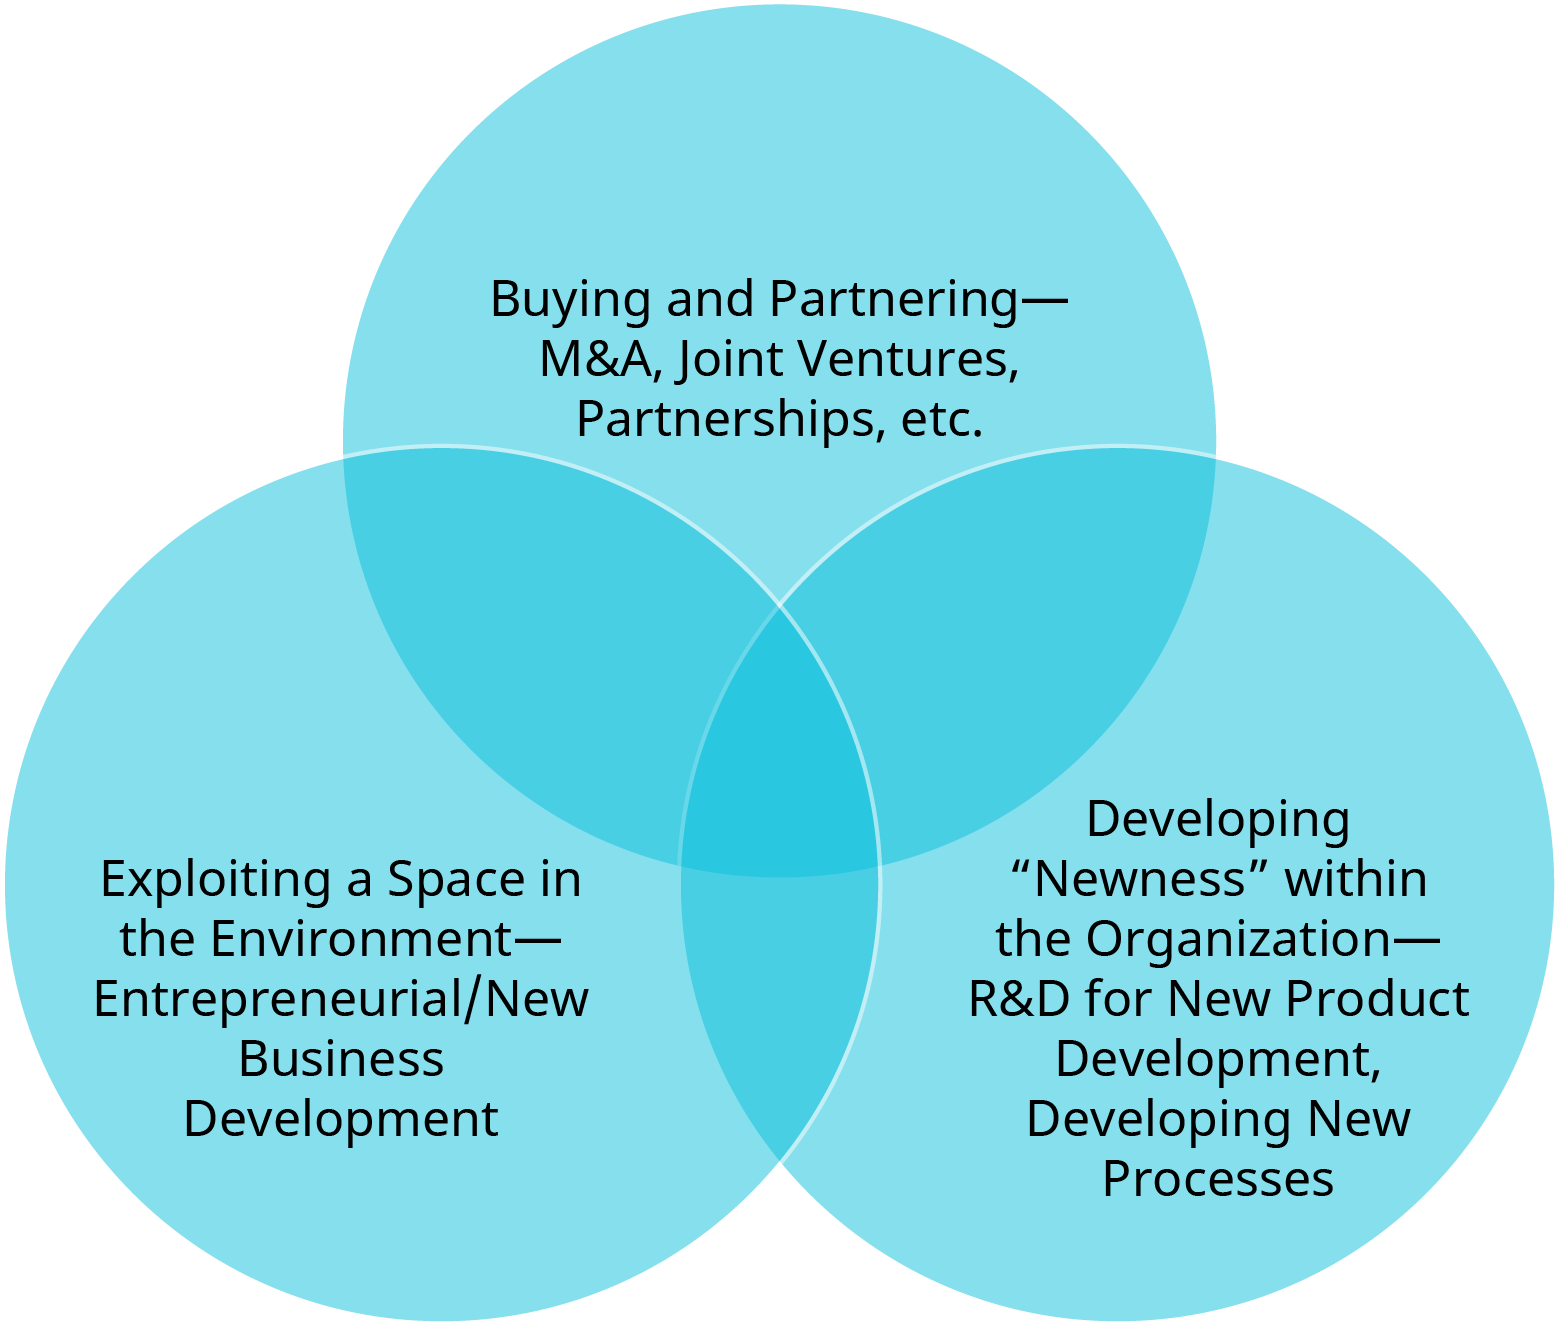 Buying and Partnering—
M&A, Joint Ventures,
Partnerships, etc.
Exploiting a Space in
the Environment—
Entrepreneurial/New
Business
Development
Developing
“Newness” within
the Organization—
R&D for New Product
Development,
Developing New
Processes